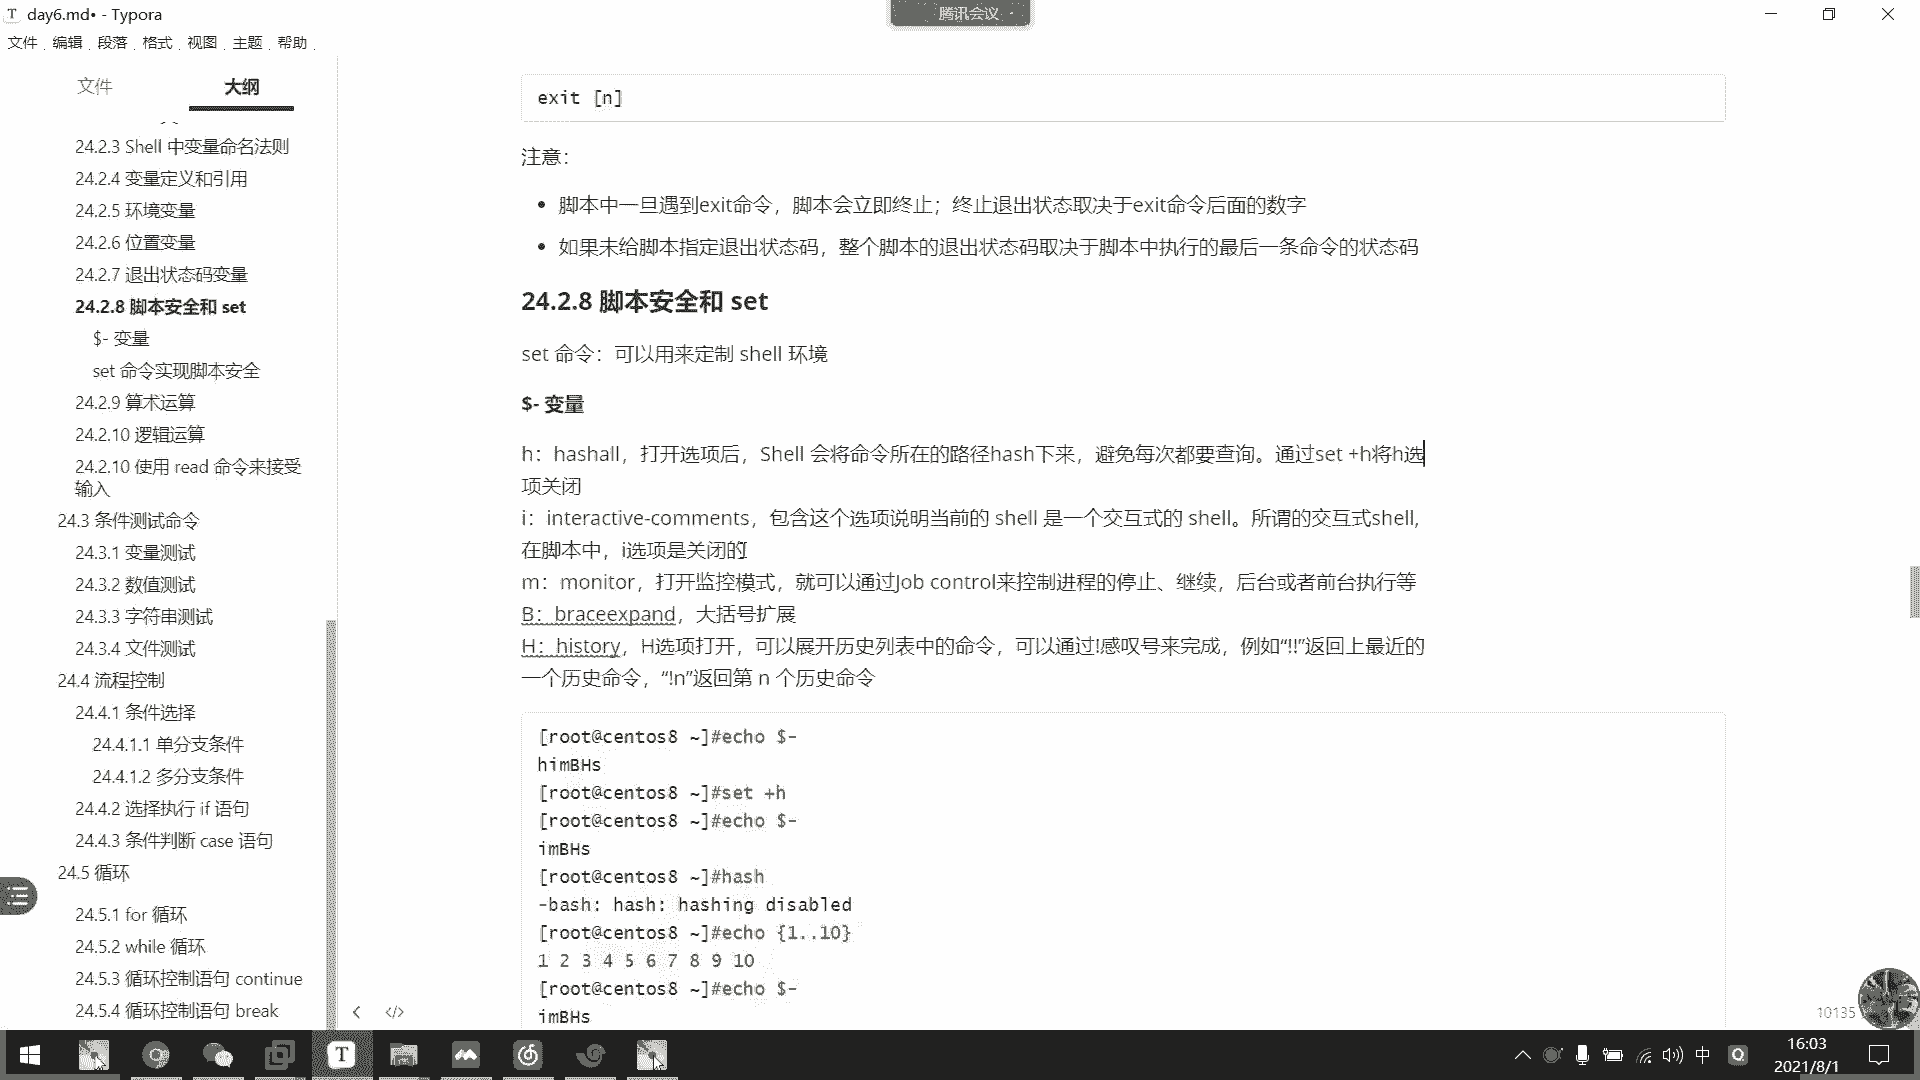 day6.md• - Typora
腾讯会议
文件 编辑 段落 格式 视图 主题 帮助
文件 大纲
24.2.3 Shell 中变量命名法则
24.2.4 变量定义和引用
24.2.5 环境变量
24.2.6 位置变量
24.2.7 退出状态码变量
24.2.8 脚本安全和 set
$- 变量
set 命令实现脚本安全
24.2.9 算术运算
24.2.10 逻辑运算
24.2.10 使用 read 命令来接受
输入
24.3 条件测试命令
24.3.1 变量测试
24.3.2 数值测试
24.3.3 字符串测试
24.3.4 文件测试
24.4 流程控制
24.4.1 条件选择
24.4.1.1 单分支条件
24.4.1.2 多分支条件
24.4.2 选择执行 if 语句
24.4.3 条件判断 case 语句
24.5 循环
24.5.1 for 循环
24.5.2 while 循环
24.5.3 循环控制语句 continue
24.5.4 循环控制语句 break
exit [n]
注意：
• 脚本中一旦遇到exit命令，脚本会立即终止；终止退出状态取决于exit命令后面的数字
• 如果未给脚本指定退出状态码，整个脚本的退出状态码取决于脚本中执行的最后一条命令的状态码
24.2.8 脚本安全和 set
set 命令：可以用来定制 shell 环境
$- 变量
h：hashall，打开选项后，Shell 会将命令所在的路径hash下来，避免每次都要查询。通过set +h将h选
项关闭
i：interactive-comments，包含这个选项说明当前的 shell 是一个交互式的 shell。所谓的交互式shell,
在脚本中，i选项是关闭的
m：monitor，打开监控模式，就可以通过Job control来控制进程的停止、继续，后台或者前台执行等
B：braceexpand，大括号扩展
H：history，H选项打开，可以展开历史列表中的命令，可以通过!感叹号来完成，例如“!!”返回上最近的
一个历史命令，“!n”返回第 n 个历史命令
[root@centos8 ~]#echo $-
himBHs
[root@centos8 ~]#set +h
[root@centos8 ~]#echo $-
imBHs
[root@centos8 ~]#hash
-bash: hash: hashing disabled
[root@centos8 ~]#echo {1..10}
1 2 3 4 5 6 7 8 9 10
[root@centos8 ~]#echo $-
imBHs
10135
中
16:03
2021/8/1